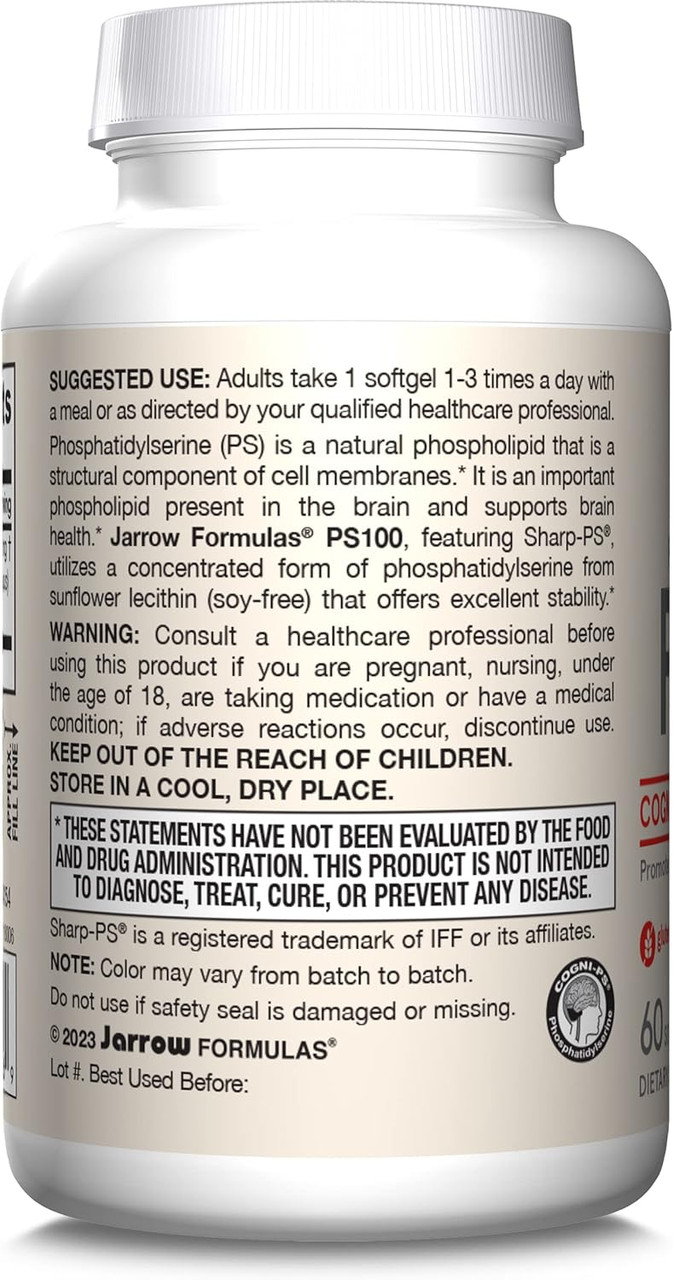 SUGGESTED USE: Adults take 1 softgel 1-3 times a day with
a meal or as directed by your qualified healthcare professional.
Phosphatidylserine (PS) is a natural phospholipid that is a
structural component of cell membranes.* It is an important
phospholipid present in the brain and supports brain
health.* Jarrow Formulas® PS100, featuring Sharp-PS®,
utilizes a concentrated form of phosphatidylserine from
sunflower lecithin (soy-free) that offers excellent stability.*
WARNING: Consult a healthcare professional before
using this product if you are pregnant, nursing, under
the age of 18, are taking medication or have a medical
condition; if adverse reactions occur, discontinue use.
KEEP OUT OF THE REACH OF CHILDREN.
STORE IN A COOL, DRY PLACE.
* THESE STATEMENTS HAVE NOT BEEN EVALUATED BY THE FOOD
AND DRUG ADMINISTRATION. THIS PRODUCT IS NOT INTENDED
TO DIAGNOSE, TREAT, CURE, OR PREVENT ANY DISEASE.
Sharp-PS® is a registered trademark of IFF or its affiliates.
NOTE: Color may vary from batch to batch.
Do not use if safety seal is damaged or missing.
© 2023 Jarrow FORMULAS®
Lot #. Best Used Before:
COGNI-PS®
Phosphatidylserine
APPROX.
FILL LINE
60